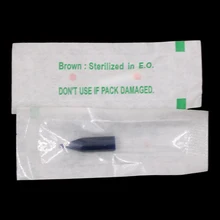 Brown : Sterilized in E.O.
DON'T USE IF PACK DAMAGED.